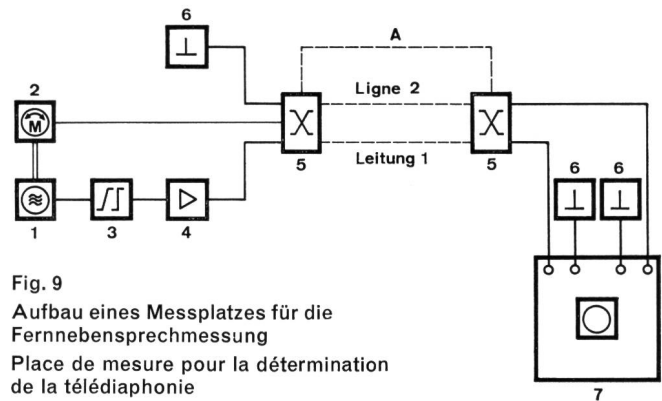 6
A
2
Ligne 2
M
5
Leitung 1
5
6
6
1
3
4
Fig. 9
Aufbau eines Messplatzes für die
Fernnebensprechmessung
Place de mesure pour la détermination
de la télédiaphonie
7